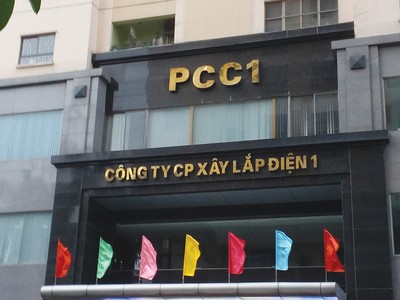 PCC1
CÔNG TY CP XÂY LẮP ĐIỆN 1